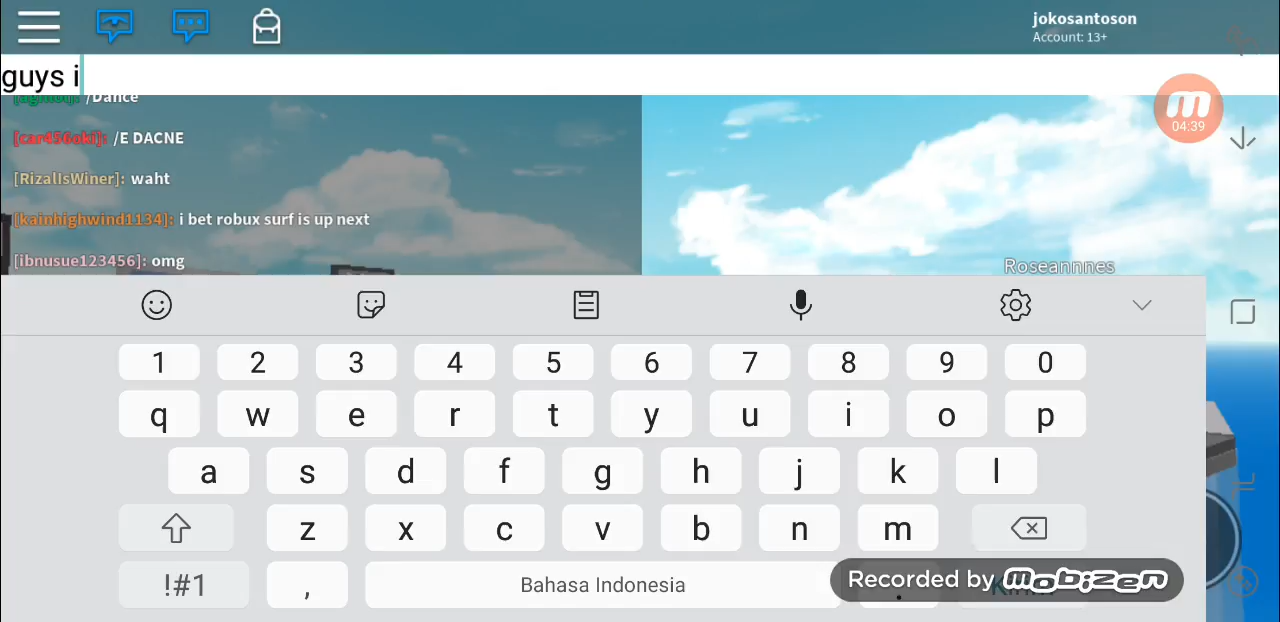 jokosantoson
Account: 13+
guys i
04:39
/Dance
[car456oki]: /E DACNE
[RizalIsWiner]: waht
[kainhighwind1134]: i bet robux surf is up next
[ibnusue123456]: omg
Roseannnes
1 2 3 4 5 6 7 8 9 0
q w e r t y u i o p
a s d f g h j k l
z x c v b n m
!#1 , Bahasa Indonesia .
Recorded by mobizen